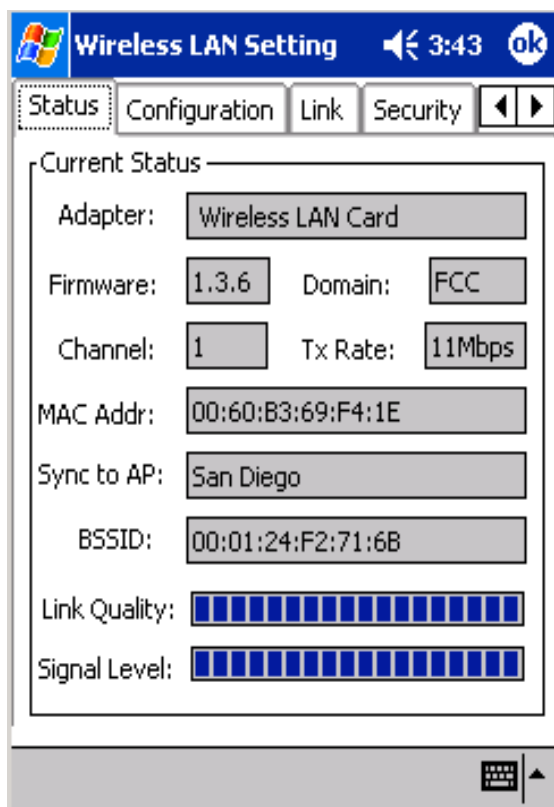 Wireless LAN Setting 3:43 ok
Status Configuration Link Security
Current Status
Adapter: Wireless LAN Card
Firmware: 1.3.6 Domain: FCC
Channel: 1 Tx Rate: 11Mbps
MAC Addr: 00:60:B3:69:F4:1E
Sync to AP: San Diego
BSSID: 00:01:24:F2:71:6B
Link Quality:
Signal Level: